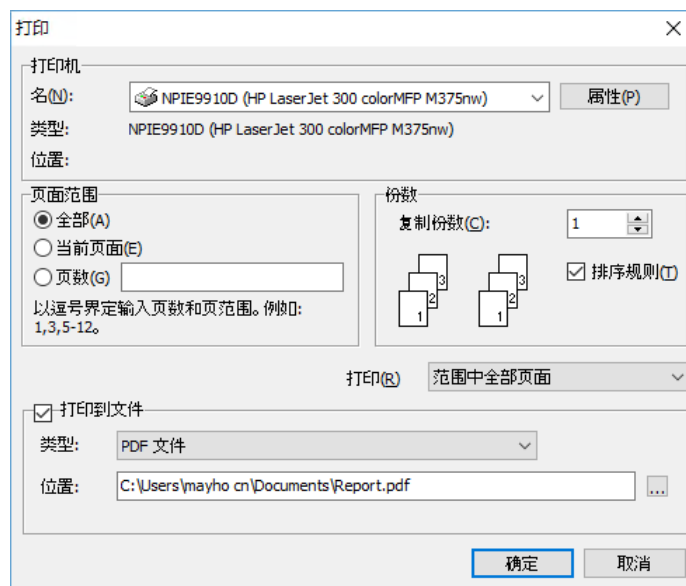 打印
打印机
名(N): NPIE9910D (HP LaserJet 300 colorMFP M375nw) 属性(P)
类型: NPIE9910D (HP LaserJet 300 colorMFP M375nw)
位置:
页面范围 份数
全部(A) 复制份数(C): 1
当前页面(E)
页数(G) 排序规则(T)
1 2 3 1 2 3
以逗号界定输入页数和页范围。例如:
1,3,5-12。
打印(R) 范围中全部页面
打印到文件
类型: PDF 文件
位置: C:\Users\mayho cn\Documents\Report.pdf ...
确定 取消